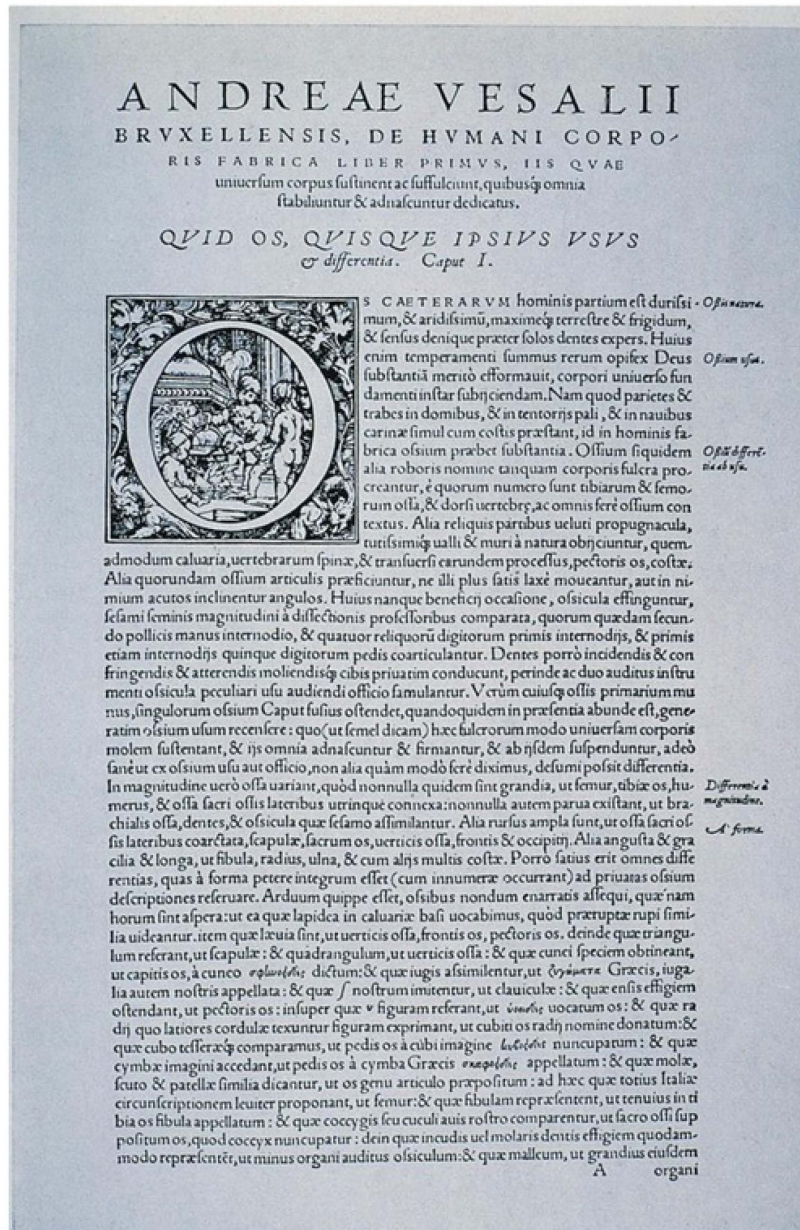 ANDREAE VESALII
BRVXELLENSIS, DE HVMANI CORPO-
RIS FABRICA LIBER PRIMVS, IIS QVAE
uniuersum corpus sustinent ac suffulciunt, quibusq́ omnia
stabiliuntur & adnascuntur dedicatus.
QVID OS, QVISQVE IPSIVS VSVS
& differentia. Caput I.
OS CAETERARVM hominis partium est durissi-
Ossis natura.
mum, & aridissimū, maximeq́ terrestre & frigidum,
& sensus denique præter solos dentes expers. Huius
enim temperamenti summus rerum opifex Deus
Ossium usus.
substantiā meritò efformauit, corpori uniuerso fun
damenti instar subijciendam. Nam quod parietes &
trabes in domibus, & in tentorijs pali, & in nauibus
carinæ simul cum costis præstant, id in hominis fa-
brica ossium præbet substantia. Ossium siquidem
Ossiū differē-
tia ab usu.
alia roboris nomine tanquam corporis fulcra pro-
creantur, è quorum numero sunt tibiarum & femo-
rum ossa, & dorsi uertebrę, ac omnis ferè ossium con
textus. Alia reliquis partibus ueluti propugnacula,
tutissimiq́ ualli & muri à natura obijciuntur, quem-
admodum caluaria, uertebrarum spinæ, & transuersi earundem processus, pectoris os, costæ.
Alia quorundam ossium articulis præficiuntur, ne illi plus satis laxè moueantur, aut in ni-
mium acutos inclinentur angulos. Huius nanque beneficij occasione, ossicula effinguntur,
sesami seminis magnitudini à dissectionis professoribus comparata, quorum quædam secun-
do pollicis manus internodio, & quatuor reliquorū digitorum primis internodijs, & primis
etiam internodijs quinque digitorum pedis coarticulantur. Dentes porrò incidendis & con
fringendis & atterendis moliendisq́ cibis priuatim conducunt, perinde ac duo auditus instru
menti ossicula peculiari usu audiendi officio famulantur. Verùm cuiusq́ ossis primarium mu
nus, singulorum ossium Caput fusius ostendet, quandoquidem in præsentia abunde est, gene-
ratim ossium usum recensere: quo (ut semel dicam) hæc fulcrorum modo uniuersam corporis
molem sustentant, & ijs omnia adnascuntur & firmantur, & ab ijsdem suspenduntur, adeò
sanè ut ex ossium usu aut officio, non alia quàm modò ferè diximus, desumi possit differentia.
In magnitudine uerò ossa uariant, quòd nonnulla quidem sint grandia, ut femur, tibiæ os, hu-
Differentia à
magnitudine.
merus, & ossa sacri ossis lateribus utrinque connexa: nonnulla autem parua existant, ut bra-
chialis ossa, dentes, & ossicula quæ sesamo assimilantur. Alia rursus ampla sunt, ut ossa sacri os-
A forma.
sis lateribus coarctata, scapulæ, sacrum os, uerticis ossa, frontis & occipitij. Alia angusta & gra
cilia & longa, ut fibula, radius, ulna, & cum alijs multis costæ. Porrò satius erit omnes diffe
rentias, quas à forma petere integrum esset (cum innumeræ occurrant) ad priuatas ossium
descriptiones reseruare. Arduum quippe esset, ossibus nondum enarratis assequi, quæ nam
horum sint aspera: ut ea quæ lapidea in caluariæ basi uocabimus, quòd præruptæ rupi simi-
lia uideantur. item quæ læuia sint, ut uerticis ossa, frontis os, pectoris os. deinde quæ triangu-
lum referant, ut scapulæ: & quadrangulum, ut uerticis ossa: & quæ cunei speciem obtineant,
ut capitis os, à cuneo σφηνοειδὲς dictum: & quæ iugis assimilentur, ut ζυγώματα Græcis, iuga-
lia autem nostris appellata: & quæ ſ nostrum imitentur, ut clauiculæ: & quæ ensis effigiem
ostendant, ut pectoris os: insuper quæ υ figuram referant, ut ὑοειδὲς uocatum os: & quæ ra
dij quo latiores cordulæ texuntur figuram exprimant, ut cubiti os radij nomine donatum: &
quæ cubo tesseræq́ comparamus, ut pedis os à cubi imagine κυβοειδὲς nuncupatum: & quæ
cymbæ imagini accedant, ut pedis os à cymba Græcis σκαφοειδὲς appellatum: & quæ molæ,
scuto & patellæ similia dicantur, ut os genu articulo præpositum: ad hæc quæ totius Italiæ
circunscriptionem leuiter proponant, ut femur: & quæ fibulam repræsentent, ut tenuius in ti
bia os fibula appellatum: & quæ coccygis seu cuculi auis rostro comparentur, ut sacro ossi sup
positum os, quod coccyx nuncupatur: dein quæ incudis uel molaris dentis effigiem quodam-
modo repræsentēt, ut minus organi auditus ossiculum: & quæ malleum, ut grandius eiusdem
A organi